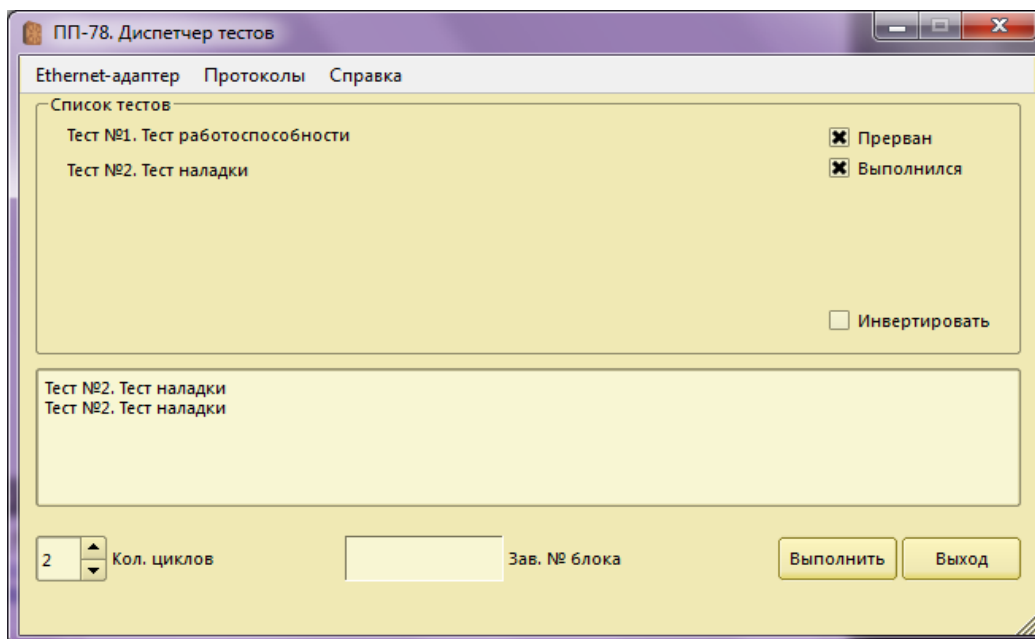 ПП-78. Диспетчер тестов
Ethernet-адаптер Протоколы Справка
Список тестов
Тест №1. Тест работоспособности Прерван
Тест №2. Тест наладки Выполнился
Инвертировать
Тест №2. Тест наладки
Тест №2. Тест наладки
2 Кол. циклов Зав. № блока Выполнить Выход